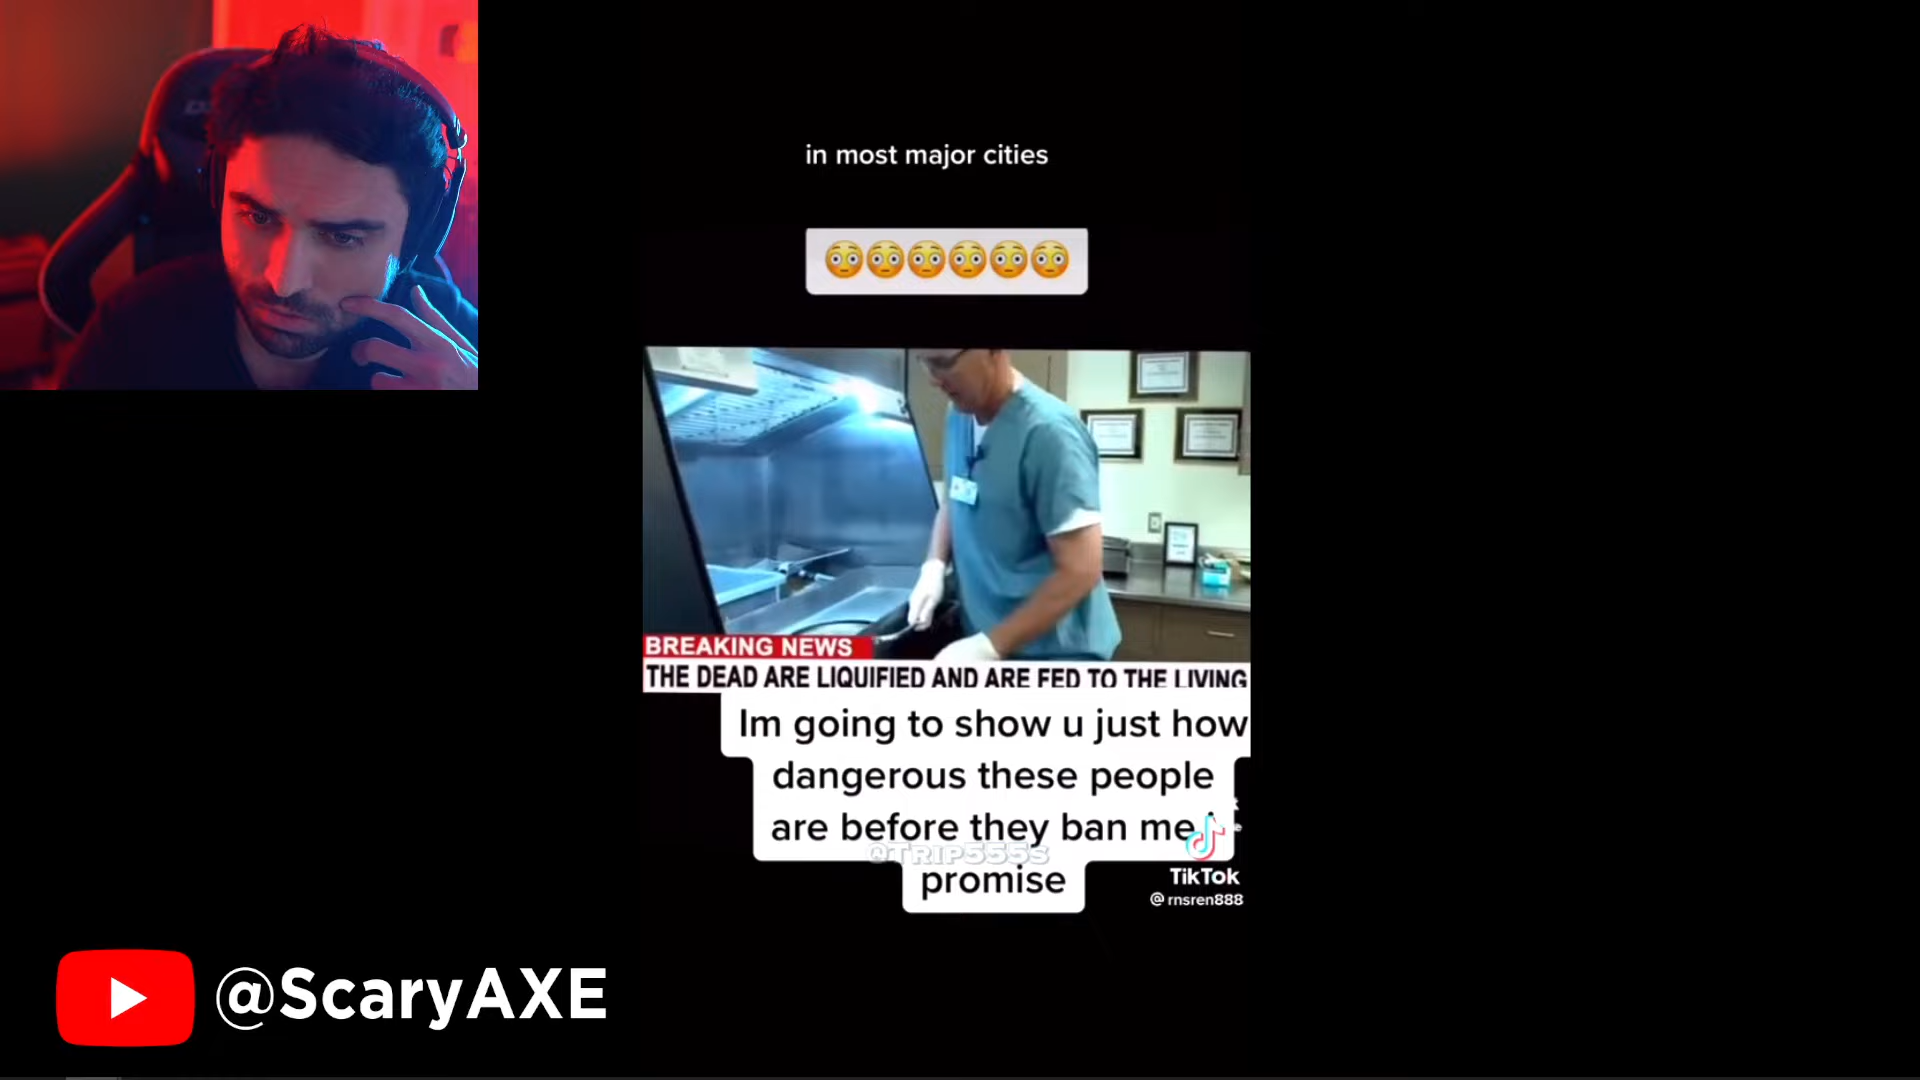 in most major cities
BREAKING NEWS
THE DEAD ARE LIQUIFIED AND ARE FED TO THE LIVING
Im going to show u just how
dangerous these people
are before they ban me i
@TRIP555S
promise
TikTok
@rnsren888
@ScaryAXE